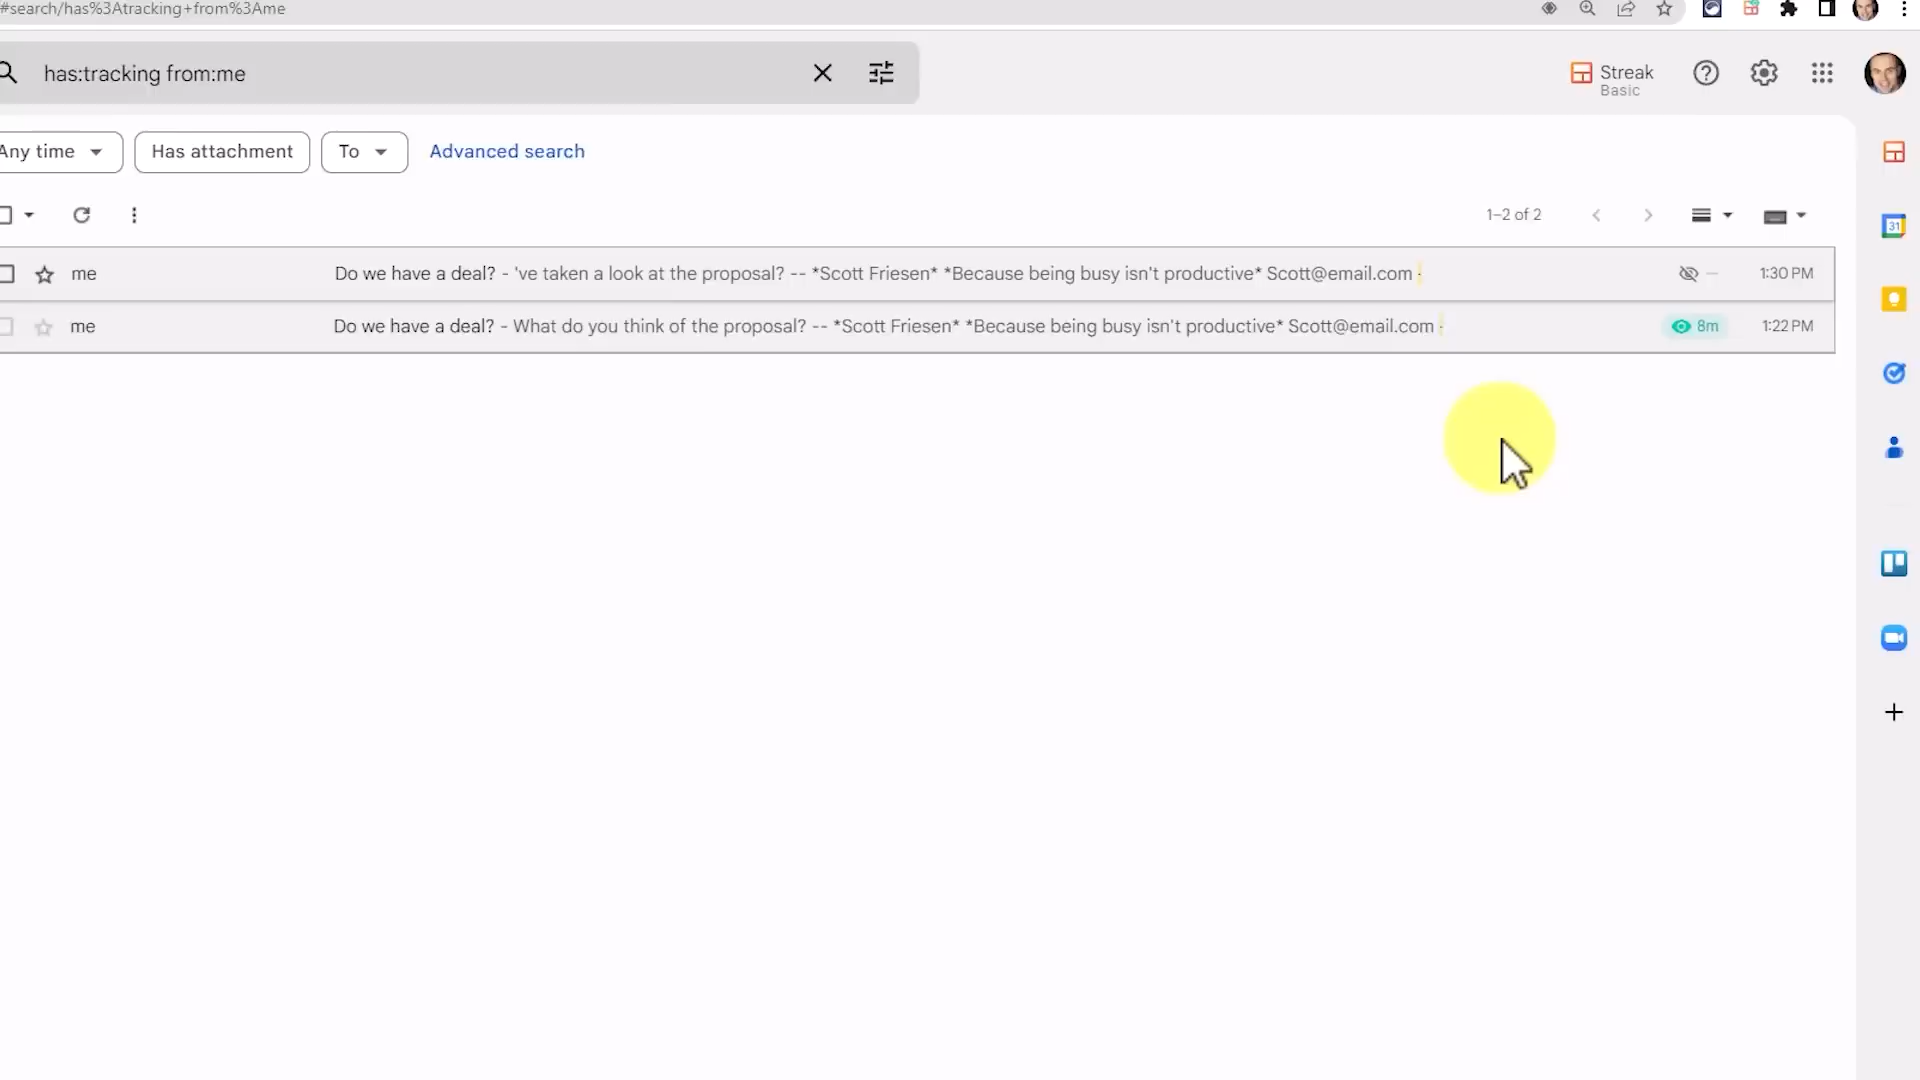 #search/has%3Atracking+from%3Ame
has:tracking from:me
Streak
Basic
Any time
Has attachment
To
Advanced search
1–2 of 2
31
me Do we have a deal? - 've taken a look at the proposal? -- *Scott Friesen* *Because being busy isn't productive* Scott@email.com - — 1:30 PM
me Do we have a deal? - What do you think of the proposal? -- *Scott Friesen* *Because being busy isn't productive* Scott@email.com - 8m 1:22 PM